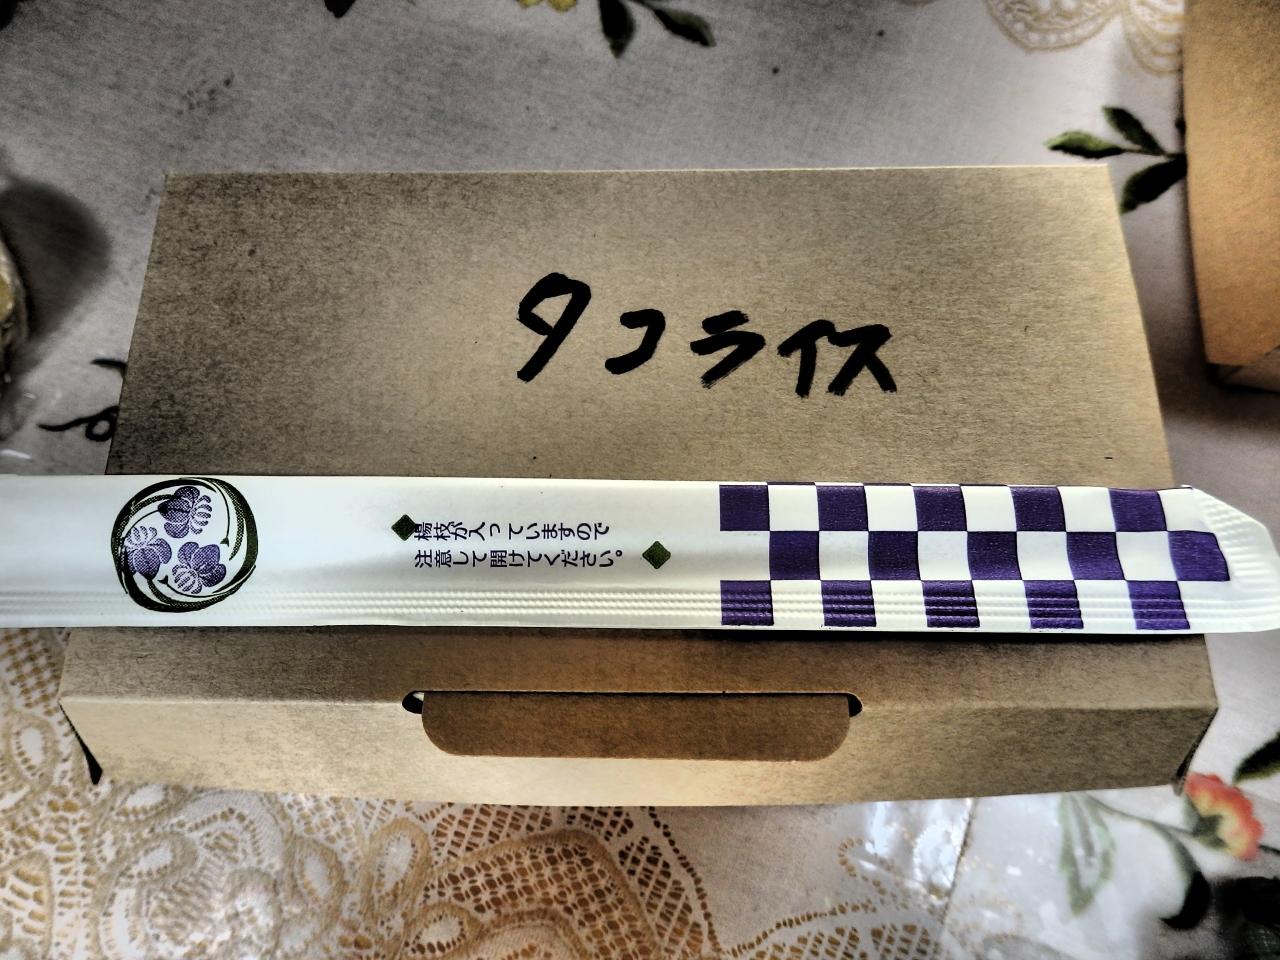 タコライス
楊枝が入っていますので
注意して開けてください。